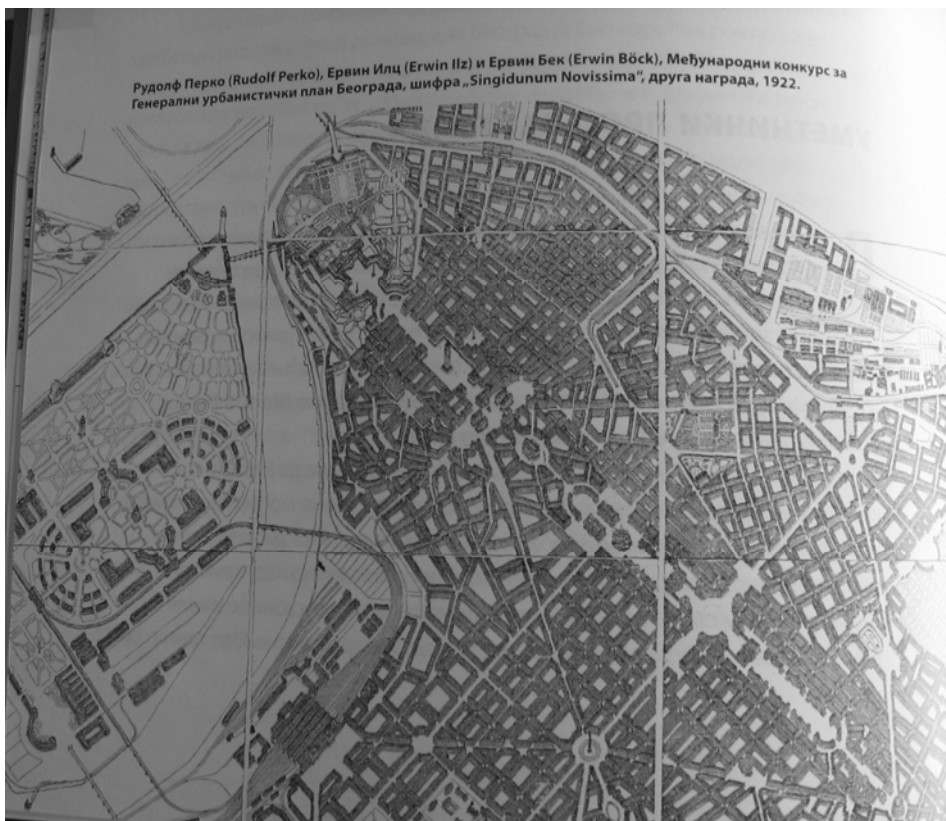 Рудолф Перко (Rudolf Perko), Ервин Илц (Erwin Ilz) и Ервин Бек (Erwin Böck), Међународни конкурс за
Генерални урбанистички план Београда, шифра „Singidunum Novissima“, друга награда, 1922.